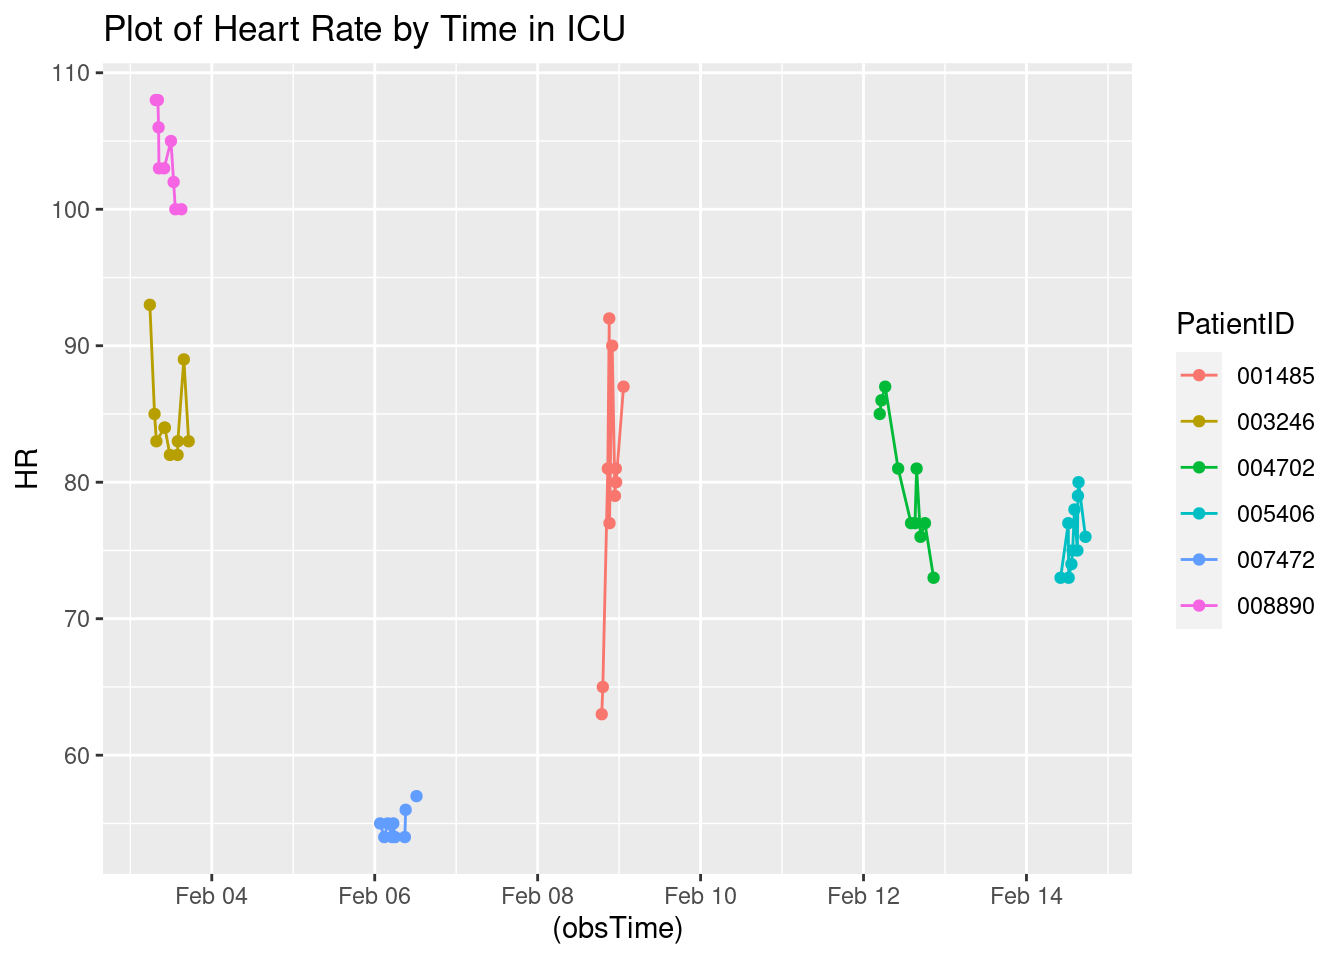 Plot of Heart Rate by Time in ICU
110
100
90
80
70
60
HR
Feb 04 Feb 06 Feb 08 Feb 10 Feb 12 Feb 14
(obsTime)
PatientID
001485
003246
004702
005406
007472
008890